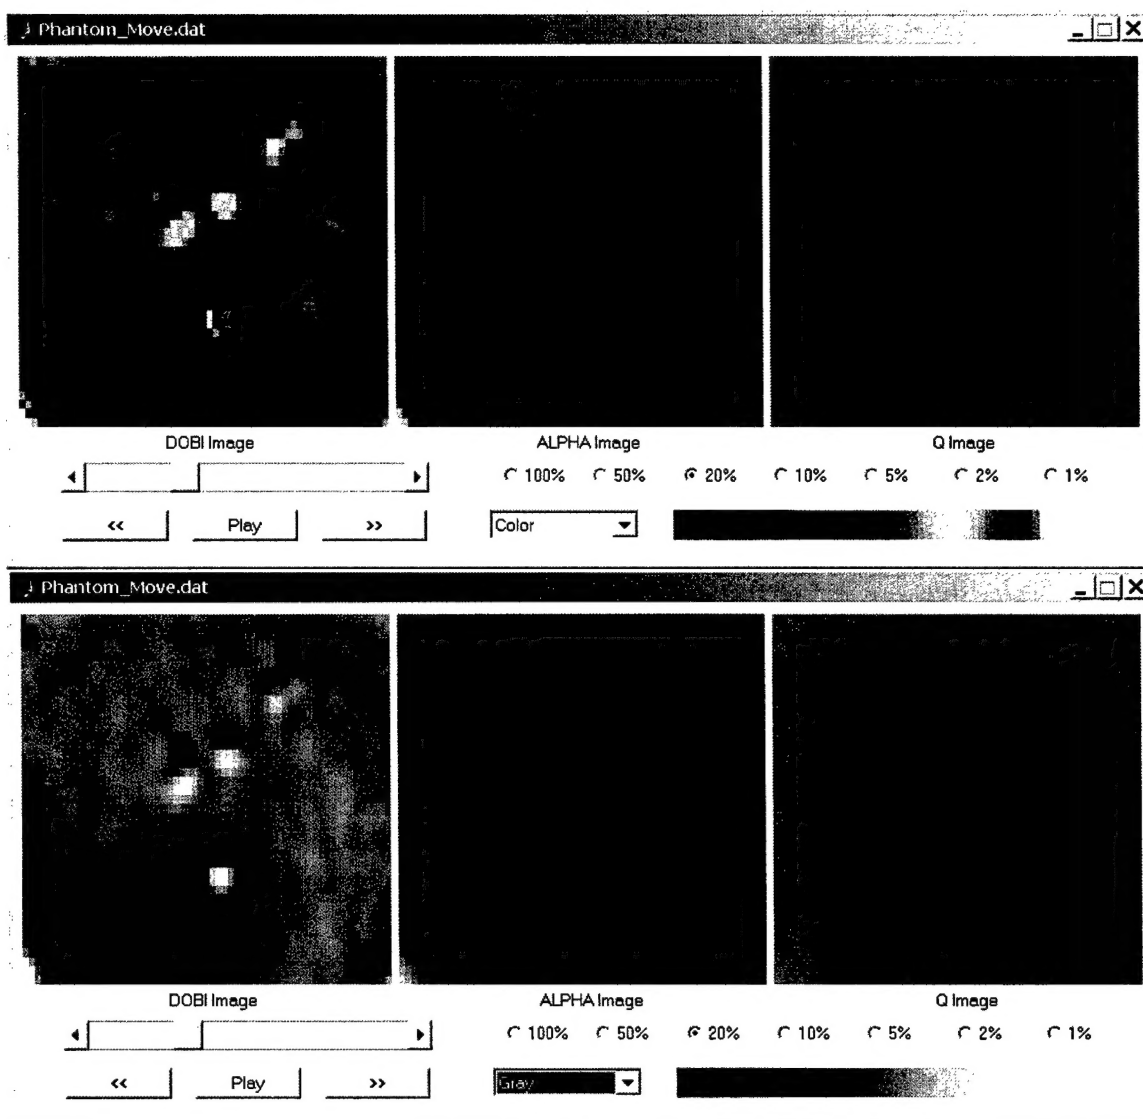 Phantom_Move.dat
DOBI Image ALPHA Image Q Image
100% 50% 20% 10% 5% 2% 1%
<< Play >> Color
Phantom_Move.dat
DOBI Image ALPHA Image Q Image
100% 50% 20% 10% 5% 2% 1%
<< Play >> Gray